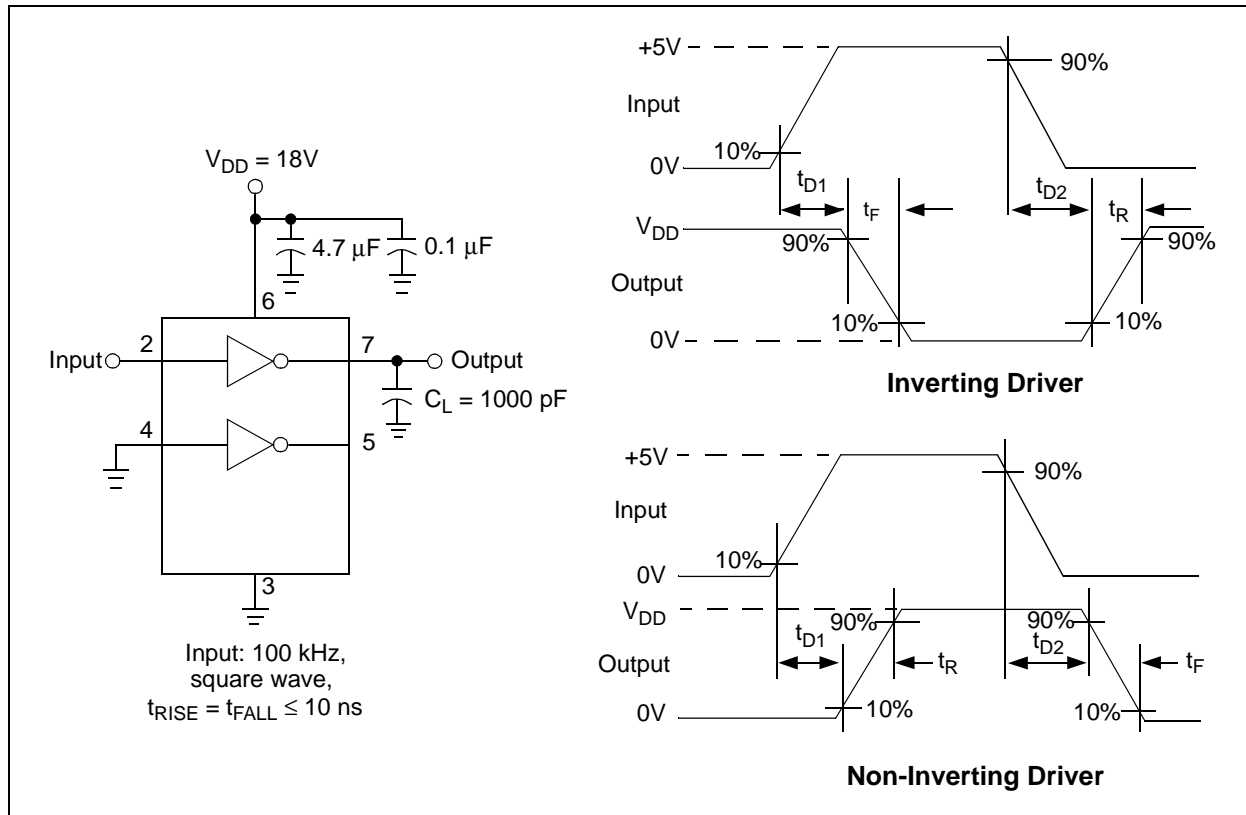 V_DD = 18V
4.7 μF
0.1 μF
6
Input
2
7
Output
C_L = 1000 pF
4
5
3
Input: 100 kHz,
square wave,
t_RISE = t_FALL ≤ 10 ns
+5V
90%
Input
10%
0V
t_D1
t_D2
t_F
t_R
V_DD
90%
90%
Output
10%
10%
0V
Inverting Driver
+5V
90%
Input
10%
0V
V_DD
90%
90%
t_D1
t_D2
Output
t_R
t_F
0V
10%
10%
Non-Inverting Driver